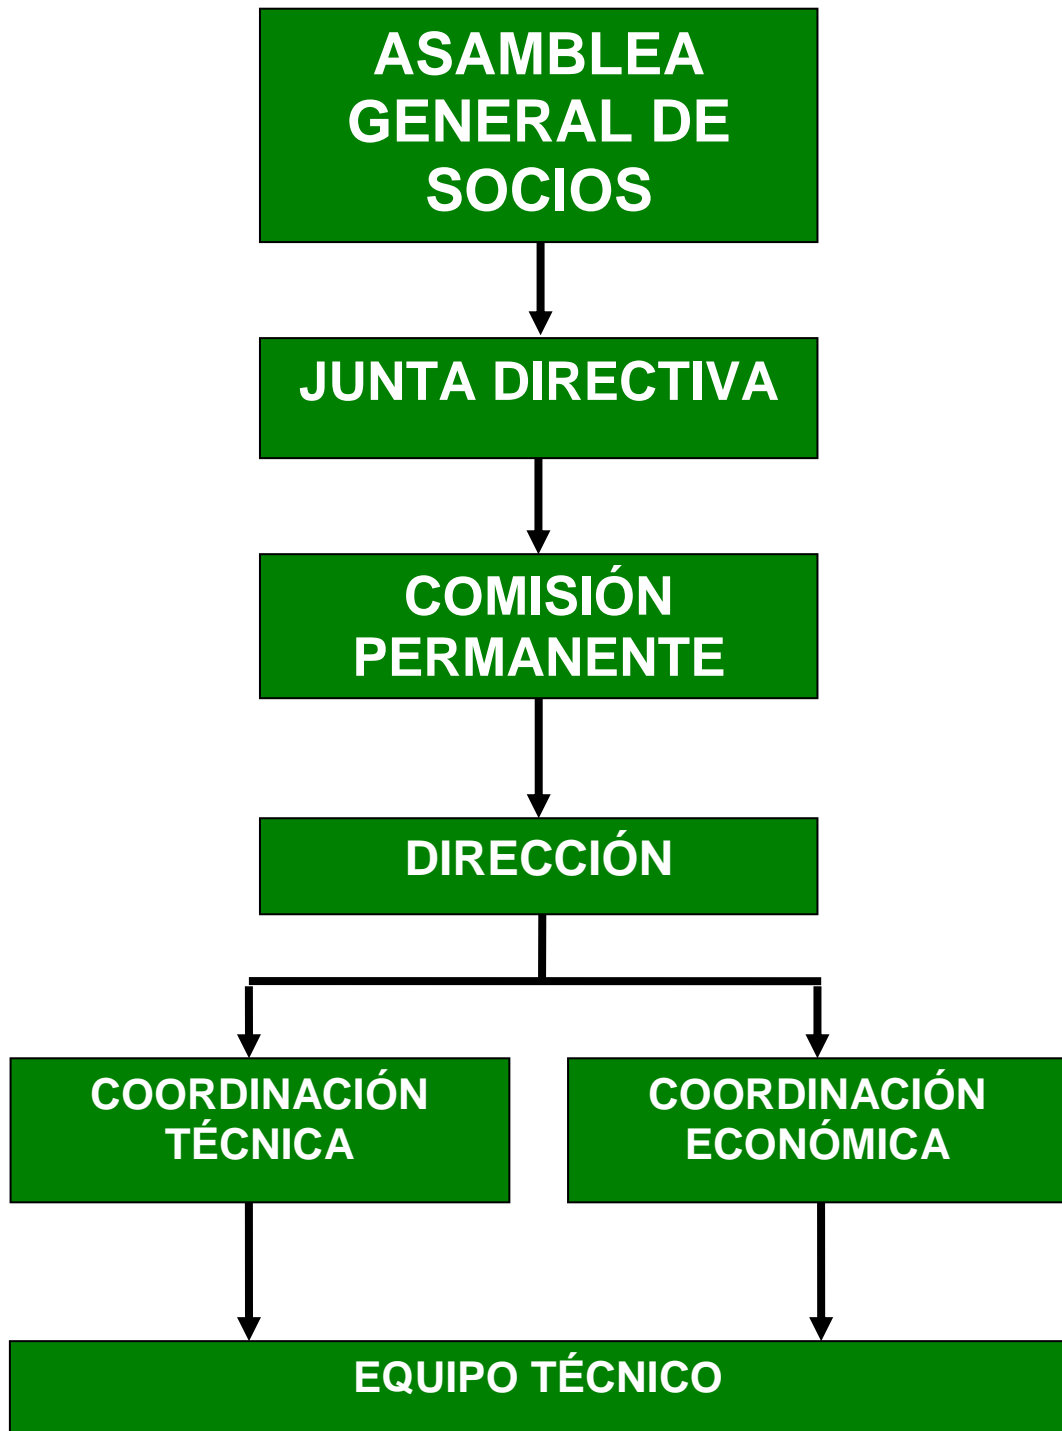 ASAMBLEA
GENERAL DE
SOCIOS
JUNTA DIRECTIVA
COMISIÓN
PERMANENTE
DIRECCIÓN
COORDINACIÓN
TÉCNICA
COORDINACIÓN
ECONÓMICA
EQUIPO TÉCNICO